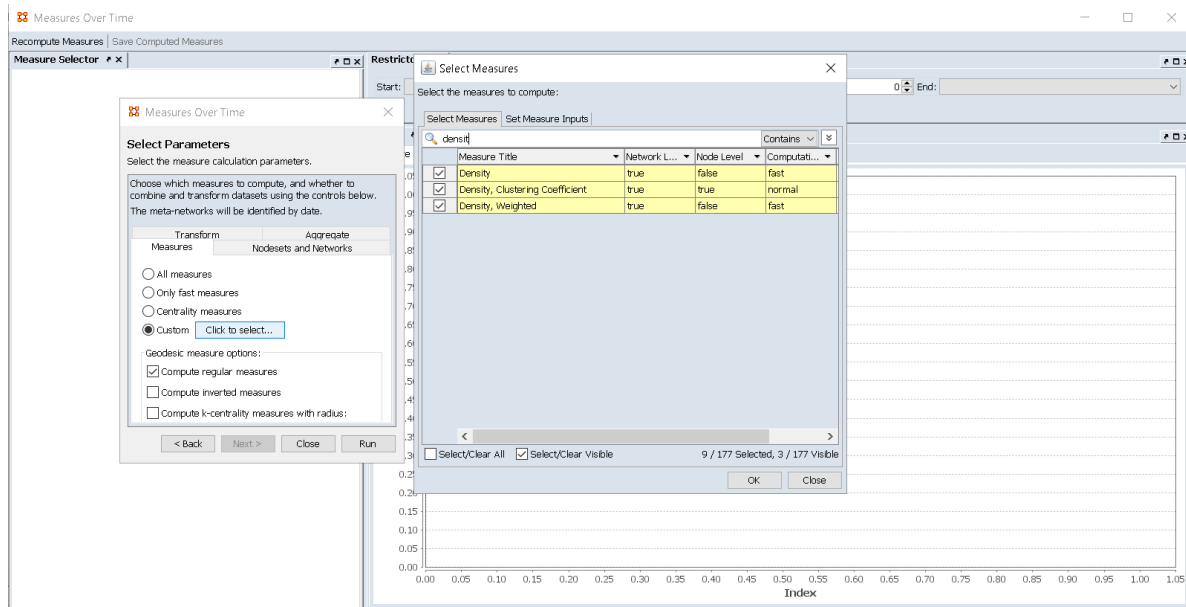 Measures Over Time
Recompute Measures Save Computed Measures
Measure Selector
Start: 0 End:
Measures Over Time
Select Parameters
Select the measure calculation parameters.
Choose which measures to compute, and whether to
combine and transform datasets using the controls below.
The meta-networks will be identified by date.
Transform Aggregate
Measures Nodesets and Networks
All measures
Only fast measures
Centrality measures
Custom Click to select...
Geodesic measure options:
Compute regular measures
Compute inverted measures
Compute k-centrality measures with radius:
< Back Next > Close Run
Select Measures
Select the measures to compute:
Select Measures Set Measure Inputs
densit Contains
Measure Title Network L... Node Level Computati...
Density true false fast
Density, Clustering Coefficient true true normal
Density, Weighted true false fast
Select/Clear All Select/Clear Visible 9 / 177 Selected, 3 / 177 Visible
OK Close
0.20
0.15
0.10
0.05
0.00
0.00 0.05 0.10 0.15 0.20 0.25 0.30 0.35 0.40 0.45 0.50 0.55 0.60 0.65 0.70 0.75 0.80 0.85 0.90 0.95 1.00 1.05
Index